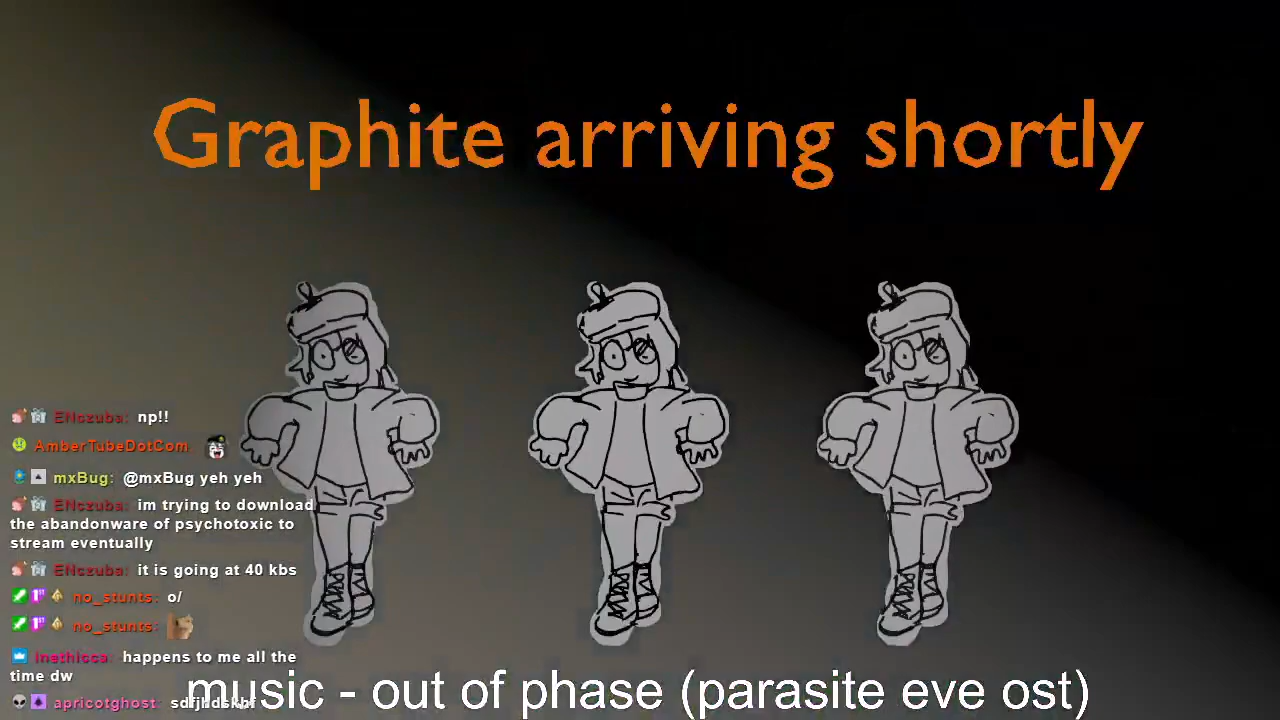 Graphite arriving shortly
ENczuba: np!!
AmberTubeDotCom:
mxBug: @mxBug yeh yeh
ENczuba: im trying to download
the abandonware of psychotoxic to
stream eventually
ENczuba: it is going at 40 kbs
no_stunts: o/
no_stunts:
inethicca: happens to me all the
time dw
apricotghost:
music - out of phase (parasite eve ost)